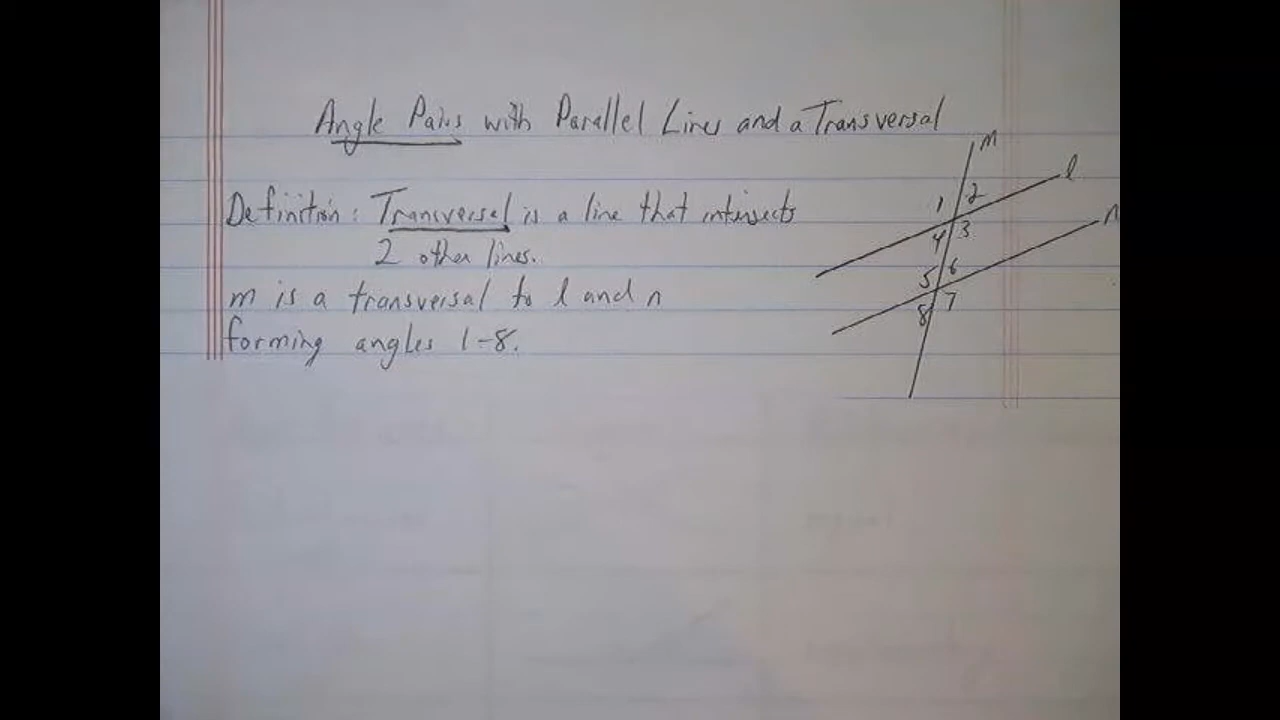 Angle Pairs with Parallel Lines and a Transversal
m
l
Definition: Transversal is a line that intersects
1 2
n
2 other lines.
4 3
m is a transversal to l and n
5 6
forming angles 1-8.
8 7